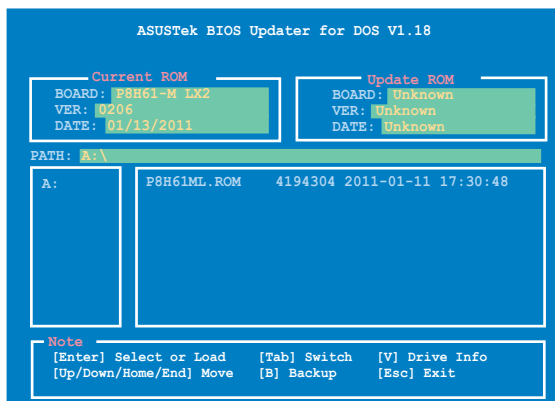 ASUSTek BIOS Updater for DOS V1.18
Current ROM
BOARD: P8H61-M LX2
VER: 0206
DATE: 01/13/2011
Update ROM
BOARD: Unknown
VER: Unknown
DATE: Unknown
PATH: A:\
A:
P8H61ML.ROM 4194304 2011-01-11 17:30:48
Note
[Enter] Select or Load [Tab] Switch [V] Drive Info
[Up/Down/Home/End] Move [B] Backup [Esc] Exit